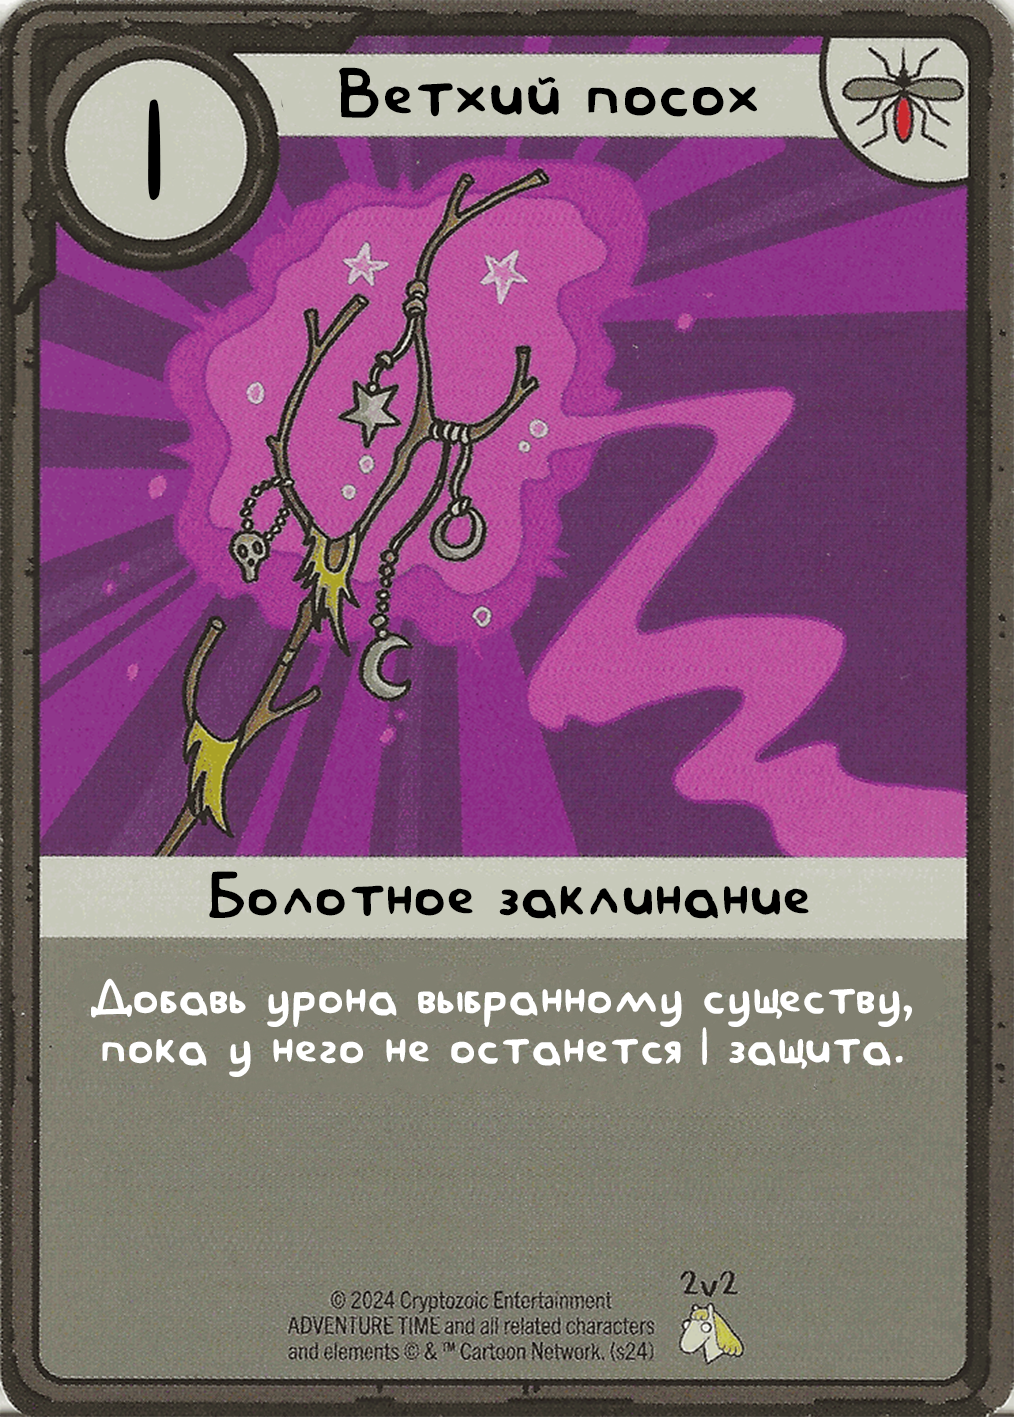 1
Ветхий посох
Болотное заклинание
Добавь урона выбранному существу,
пока у него не останется 1 защита.
2v2
© 2024 Cryptozoic Entertainment
ADVENTURE TIME and all related characters
and elements © & ™ Cartoon Network. (s24)